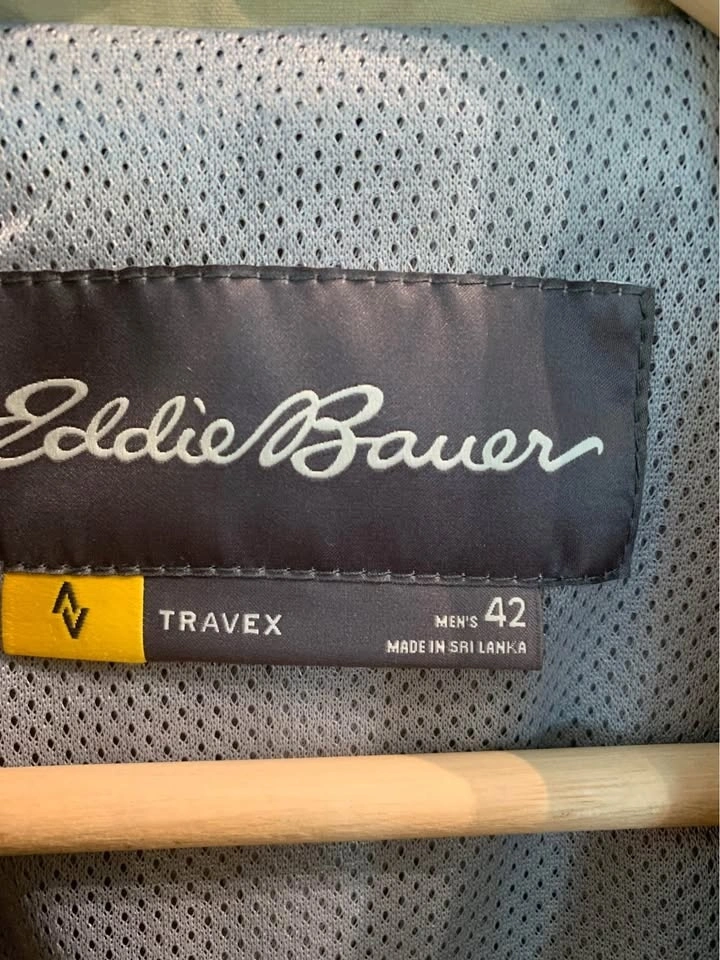 Eddie Bauer
TRAVEX
MEN'S 42
MADE IN SRI LANKA